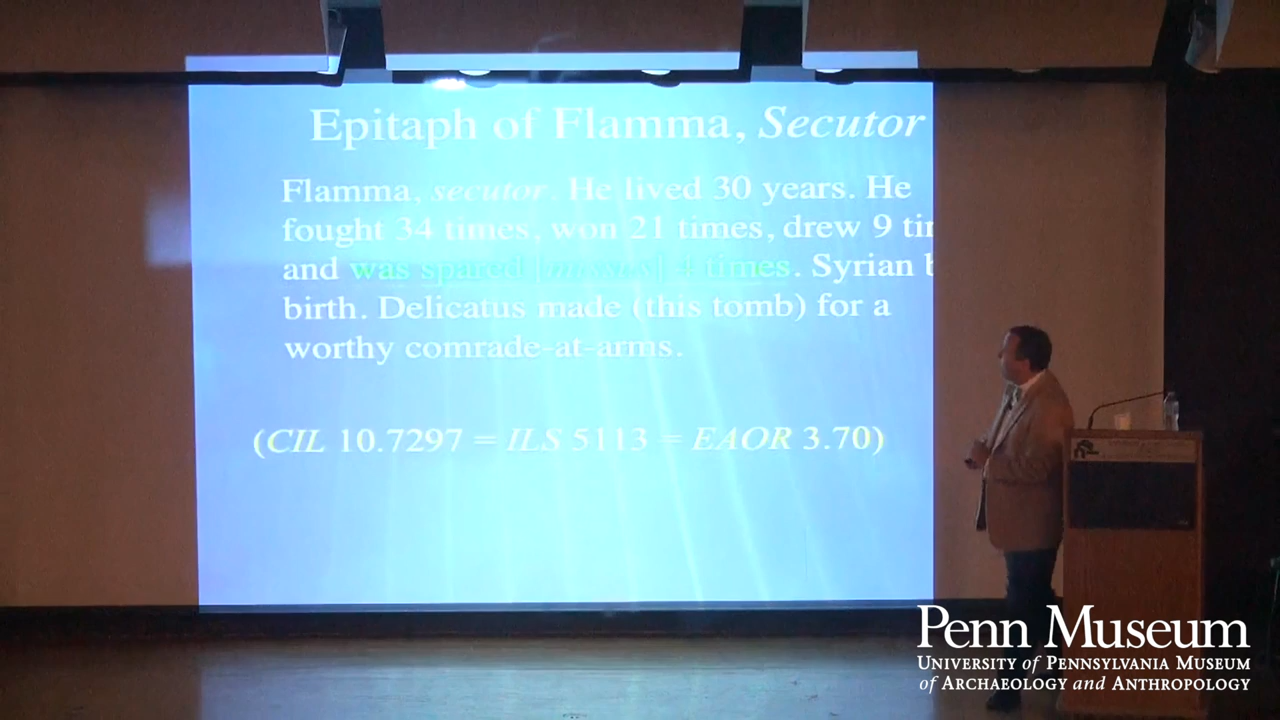 Epitaph of Flamma, Secutor
Flamma, secutor. He lived 30 years. He
fought 34 times, won 21 times, drew 9 tir
and was spared [missus] 4 times. Syrian b
birth. Delicatus made (this tomb) for a
worthy comrade-at-arms.
(CIL 10.7297 = ILS 5113 = EAOR 3.70)
Penn Museum
UNIVERSITY of PENNSYLVANIA MUSEUM
of ARCHAEOLOGY and ANTHROPOLOGY